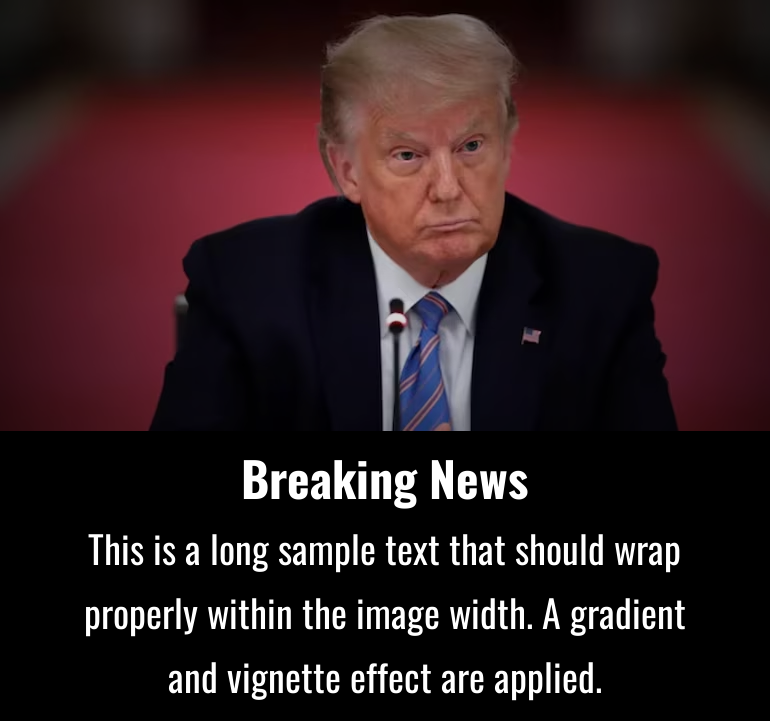 Breaking News
This is a long sample text that should wrap
properly within the image width. A gradient
and vignette effect are applied.